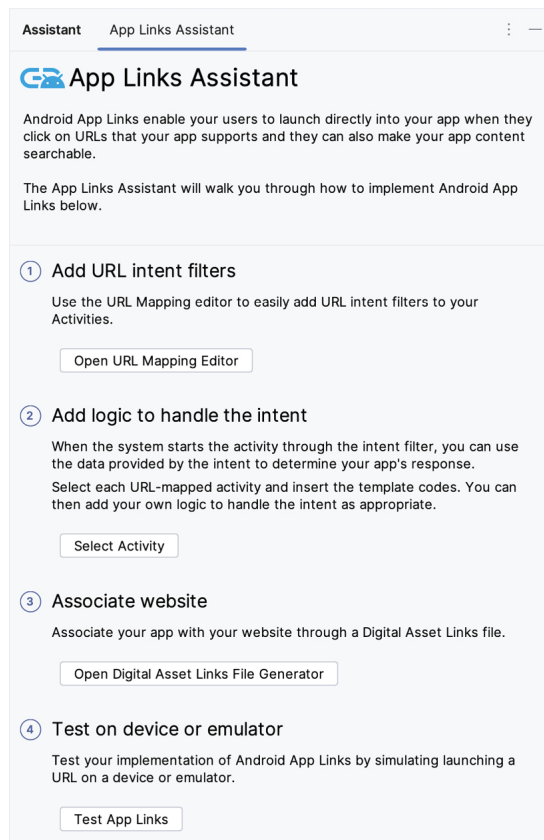 Assistant
App Links Assistant
App Links Assistant
Android App Links enable your users to launch directly into your app when they
click on URLs that your app supports and they can also make your app content
searchable.
The App Links Assistant will walk you through how to implement Android App
Links below.
1 Add URL intent filters
Use the URL Mapping editor to easily add URL intent filters to your
Activities.
Open URL Mapping Editor
2 Add logic to handle the intent
When the system starts the activity through the intent filter, you can use
the data provided by the intent to determine your app's response.
Select each URL-mapped activity and insert the template codes. You can
then add your own logic to handle the intent as appropriate.
Select Activity
3 Associate website
Associate your app with your website through a Digital Asset Links file.
Open Digital Asset Links File Generator
4 Test on device or emulator
Test your implementation of Android App Links by simulating launching a
URL on a device or emulator.
Test App Links